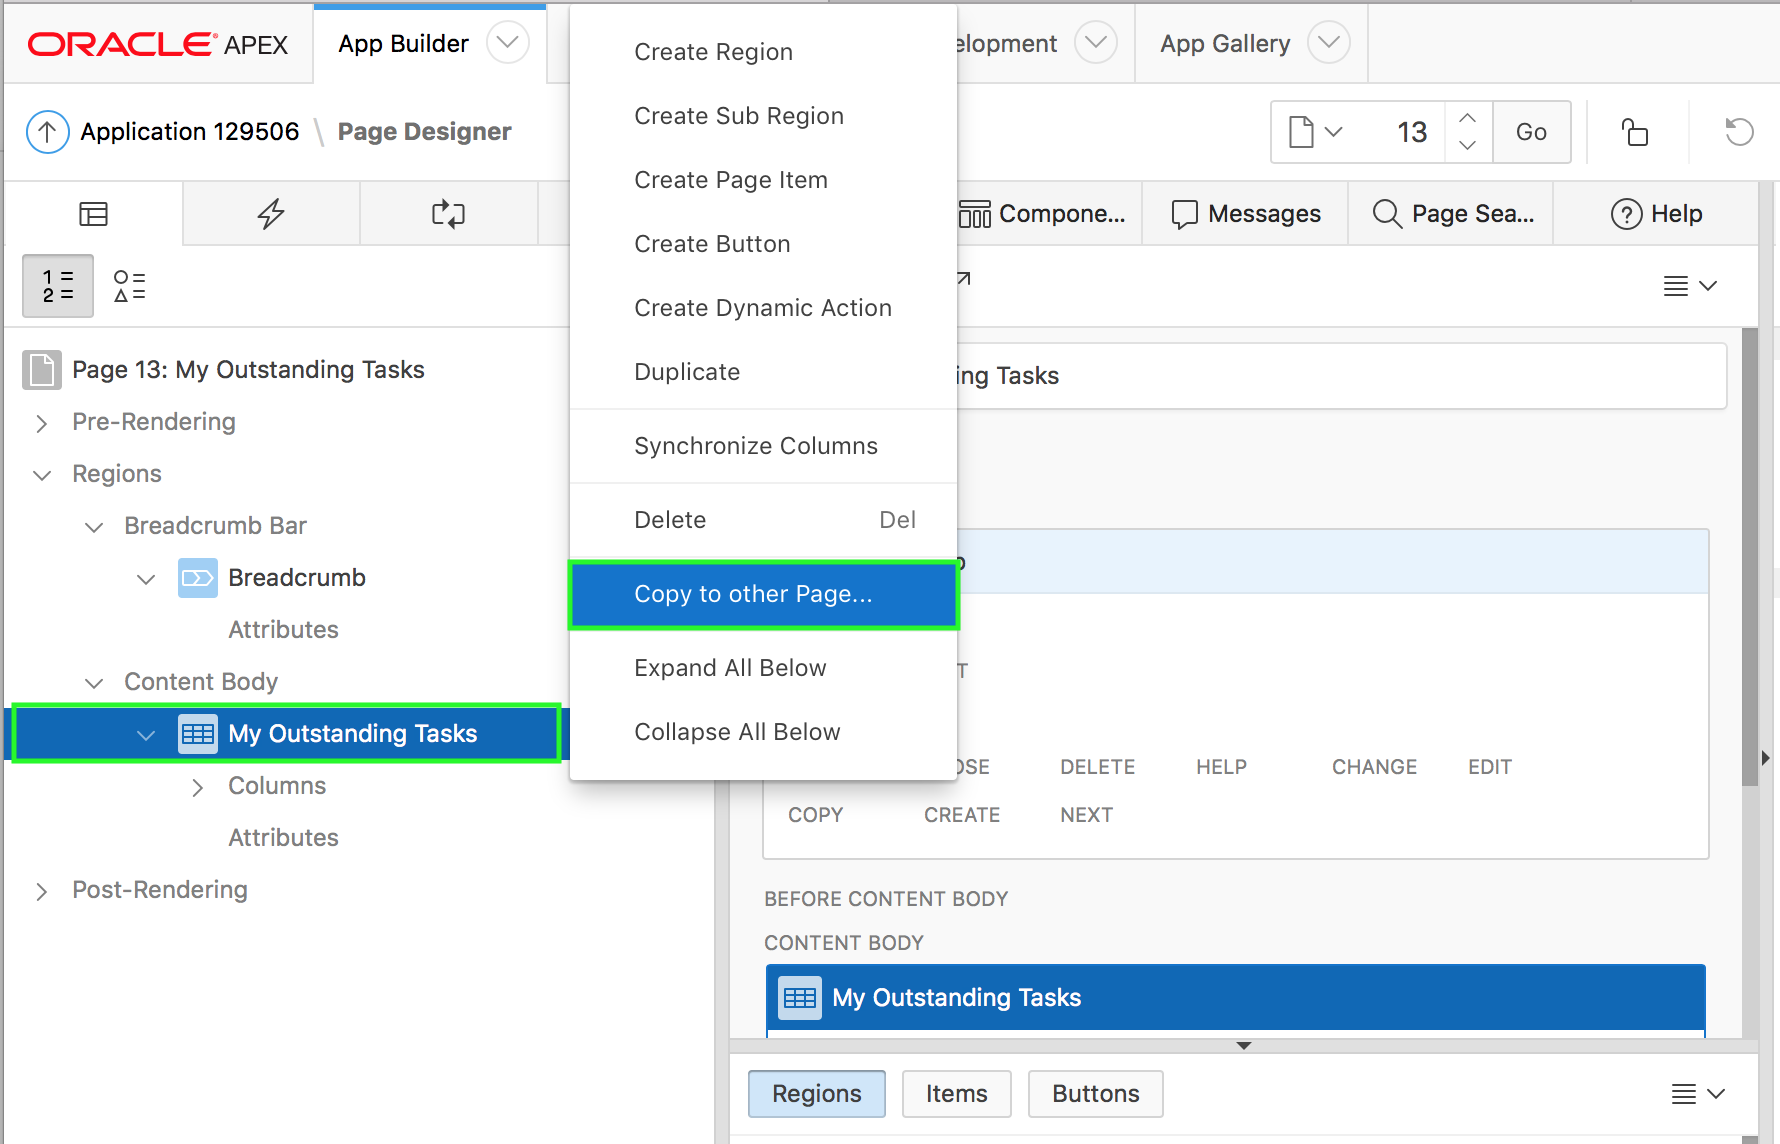 ORACLE APEX
App Builder
App Gallery
Application 129506 \ Page Designer
13
Go
Compone...
Messages
Page Sea...
Help
1
2
Page 13: My Outstanding Tasks
Pre-Rendering
Regions
Breadcrumb Bar
Breadcrumb
Attributes
Content Body
My Outstanding Tasks
Columns
Attributes
Post-Rendering
Create Region
Create Sub Region
Create Page Item
Create Button
Create Dynamic Action
Duplicate
Synchronize Columns
Delete Del
Copy to other Page...
Expand All Below
Collapse All Below
elopment
ing Tasks
T
OSE DELETE HELP CHANGE EDIT
COPY CREATE NEXT
BEFORE CONTENT BODY
CONTENT BODY
My Outstanding Tasks
Regions
Items
Buttons